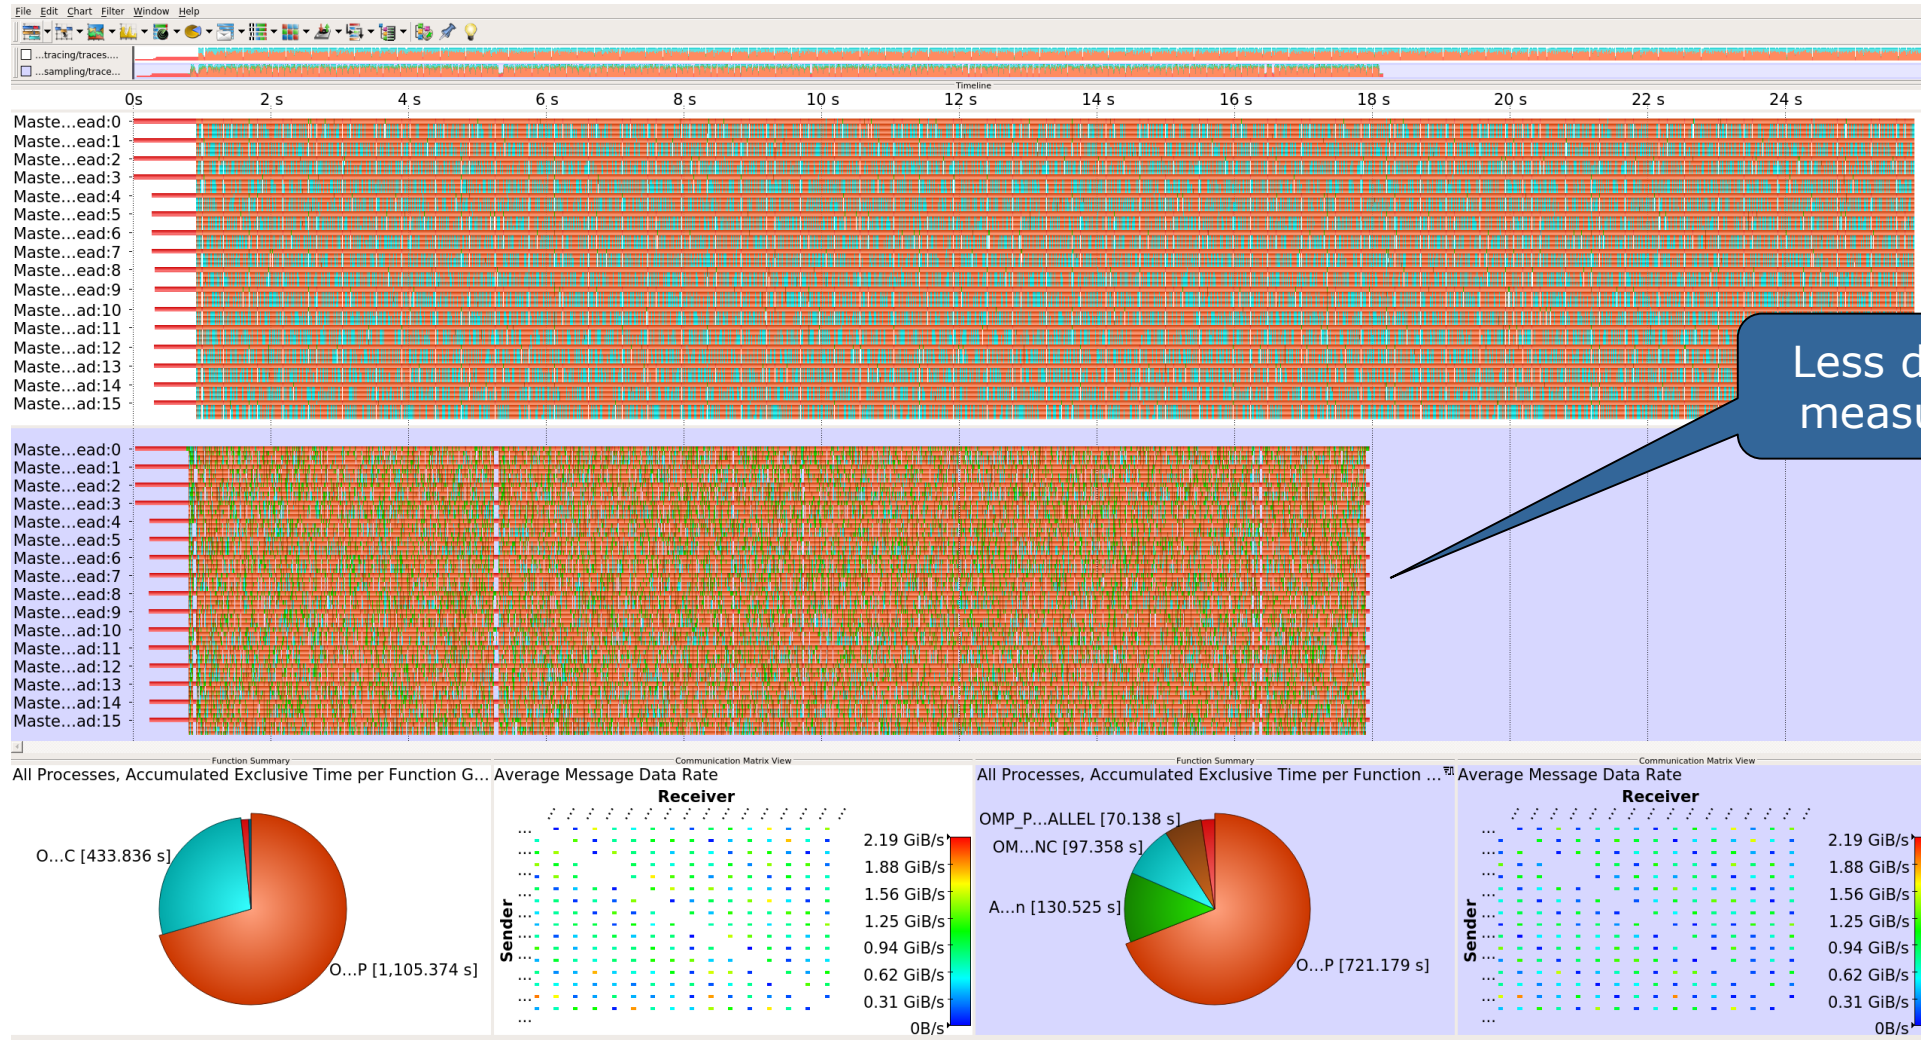 File Edit Chart Filter Window Help
...tracing/traces....
...sampling/trace...
Timeline
0s 2 s 4 s 6 s 8 s 10 s 12 s 14 s 16 s 18 s 20 s 22 s 24 s
Maste...ead:0
Maste...ead:1
Maste...ead:2
Maste...ead:3
Maste...ead:4
Maste...ead:5
Maste...ead:6
Maste...ead:7
Maste...ead:8
Maste...ead:9
Maste...ad:10
Maste...ad:11
Maste...ad:12
Maste...ad:13
Maste...ad:14
Maste...ad:15
Less d
measu
Maste...ead:0
Maste...ead:1
Maste...ead:2
Maste...ead:3
Maste...ead:4
Maste...ead:5
Maste...ead:6
Maste...ead:7
Maste...ead:8
Maste...ead:9
Maste...ad:10
Maste...ad:11
Maste...ad:12
Maste...ad:13
Maste...ad:14
Maste...ad:15
Function Summary
All Processes, Accumulated Exclusive Time per Function G...
O...C [433.836 s]
O...P [1,105.374 s]
Communication Matrix View
Average Message Data Rate
Receiver
Sender
...
...
...
...
...
...
...
...
...
2.19 GiB/s
1.88 GiB/s
1.56 GiB/s
1.25 GiB/s
0.94 GiB/s
0.62 GiB/s
0.31 GiB/s
0B/s
Function Summary
All Processes, Accumulated Exclusive Time per Function ...
OMP_P...ALLEL [70.138 s]
OM...NC [97.358 s]
A...n [130.525 s]
O...P [721.179 s]
Communication Matrix View
Average Message Data Rate
Receiver
Sender
...
...
...
...
...
...
...
...
...
2.19 GiB/s
1.88 GiB/s
1.56 GiB/s
1.25 GiB/s
0.94 GiB/s
0.62 GiB/s
0.31 GiB/s
0B/s